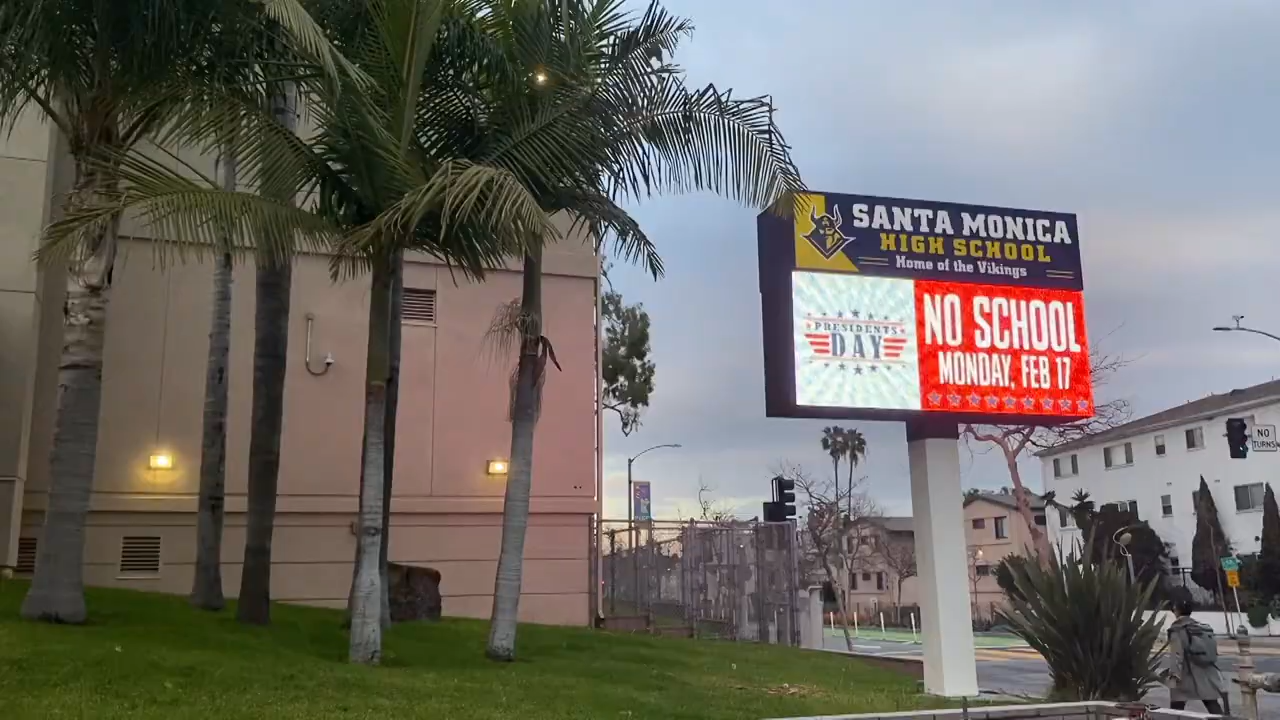 SANTA MONICA
HIGH SCHOOL
Home of the Vikings
PRESIDENTS
DAY
NO SCHOOL
MONDAY, FEB 17
NO
TURNS